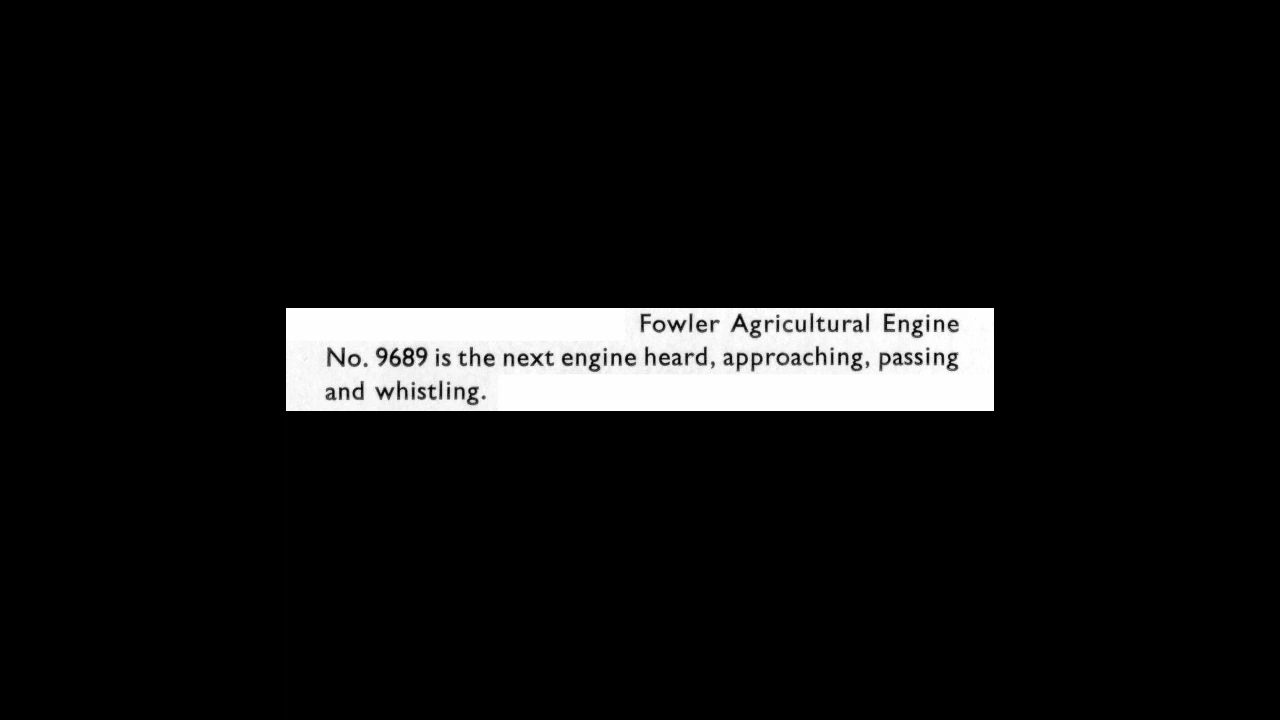 Fowler Agricultural Engine
No. 9689 is the next engine heard, approaching, passing
and whistling.